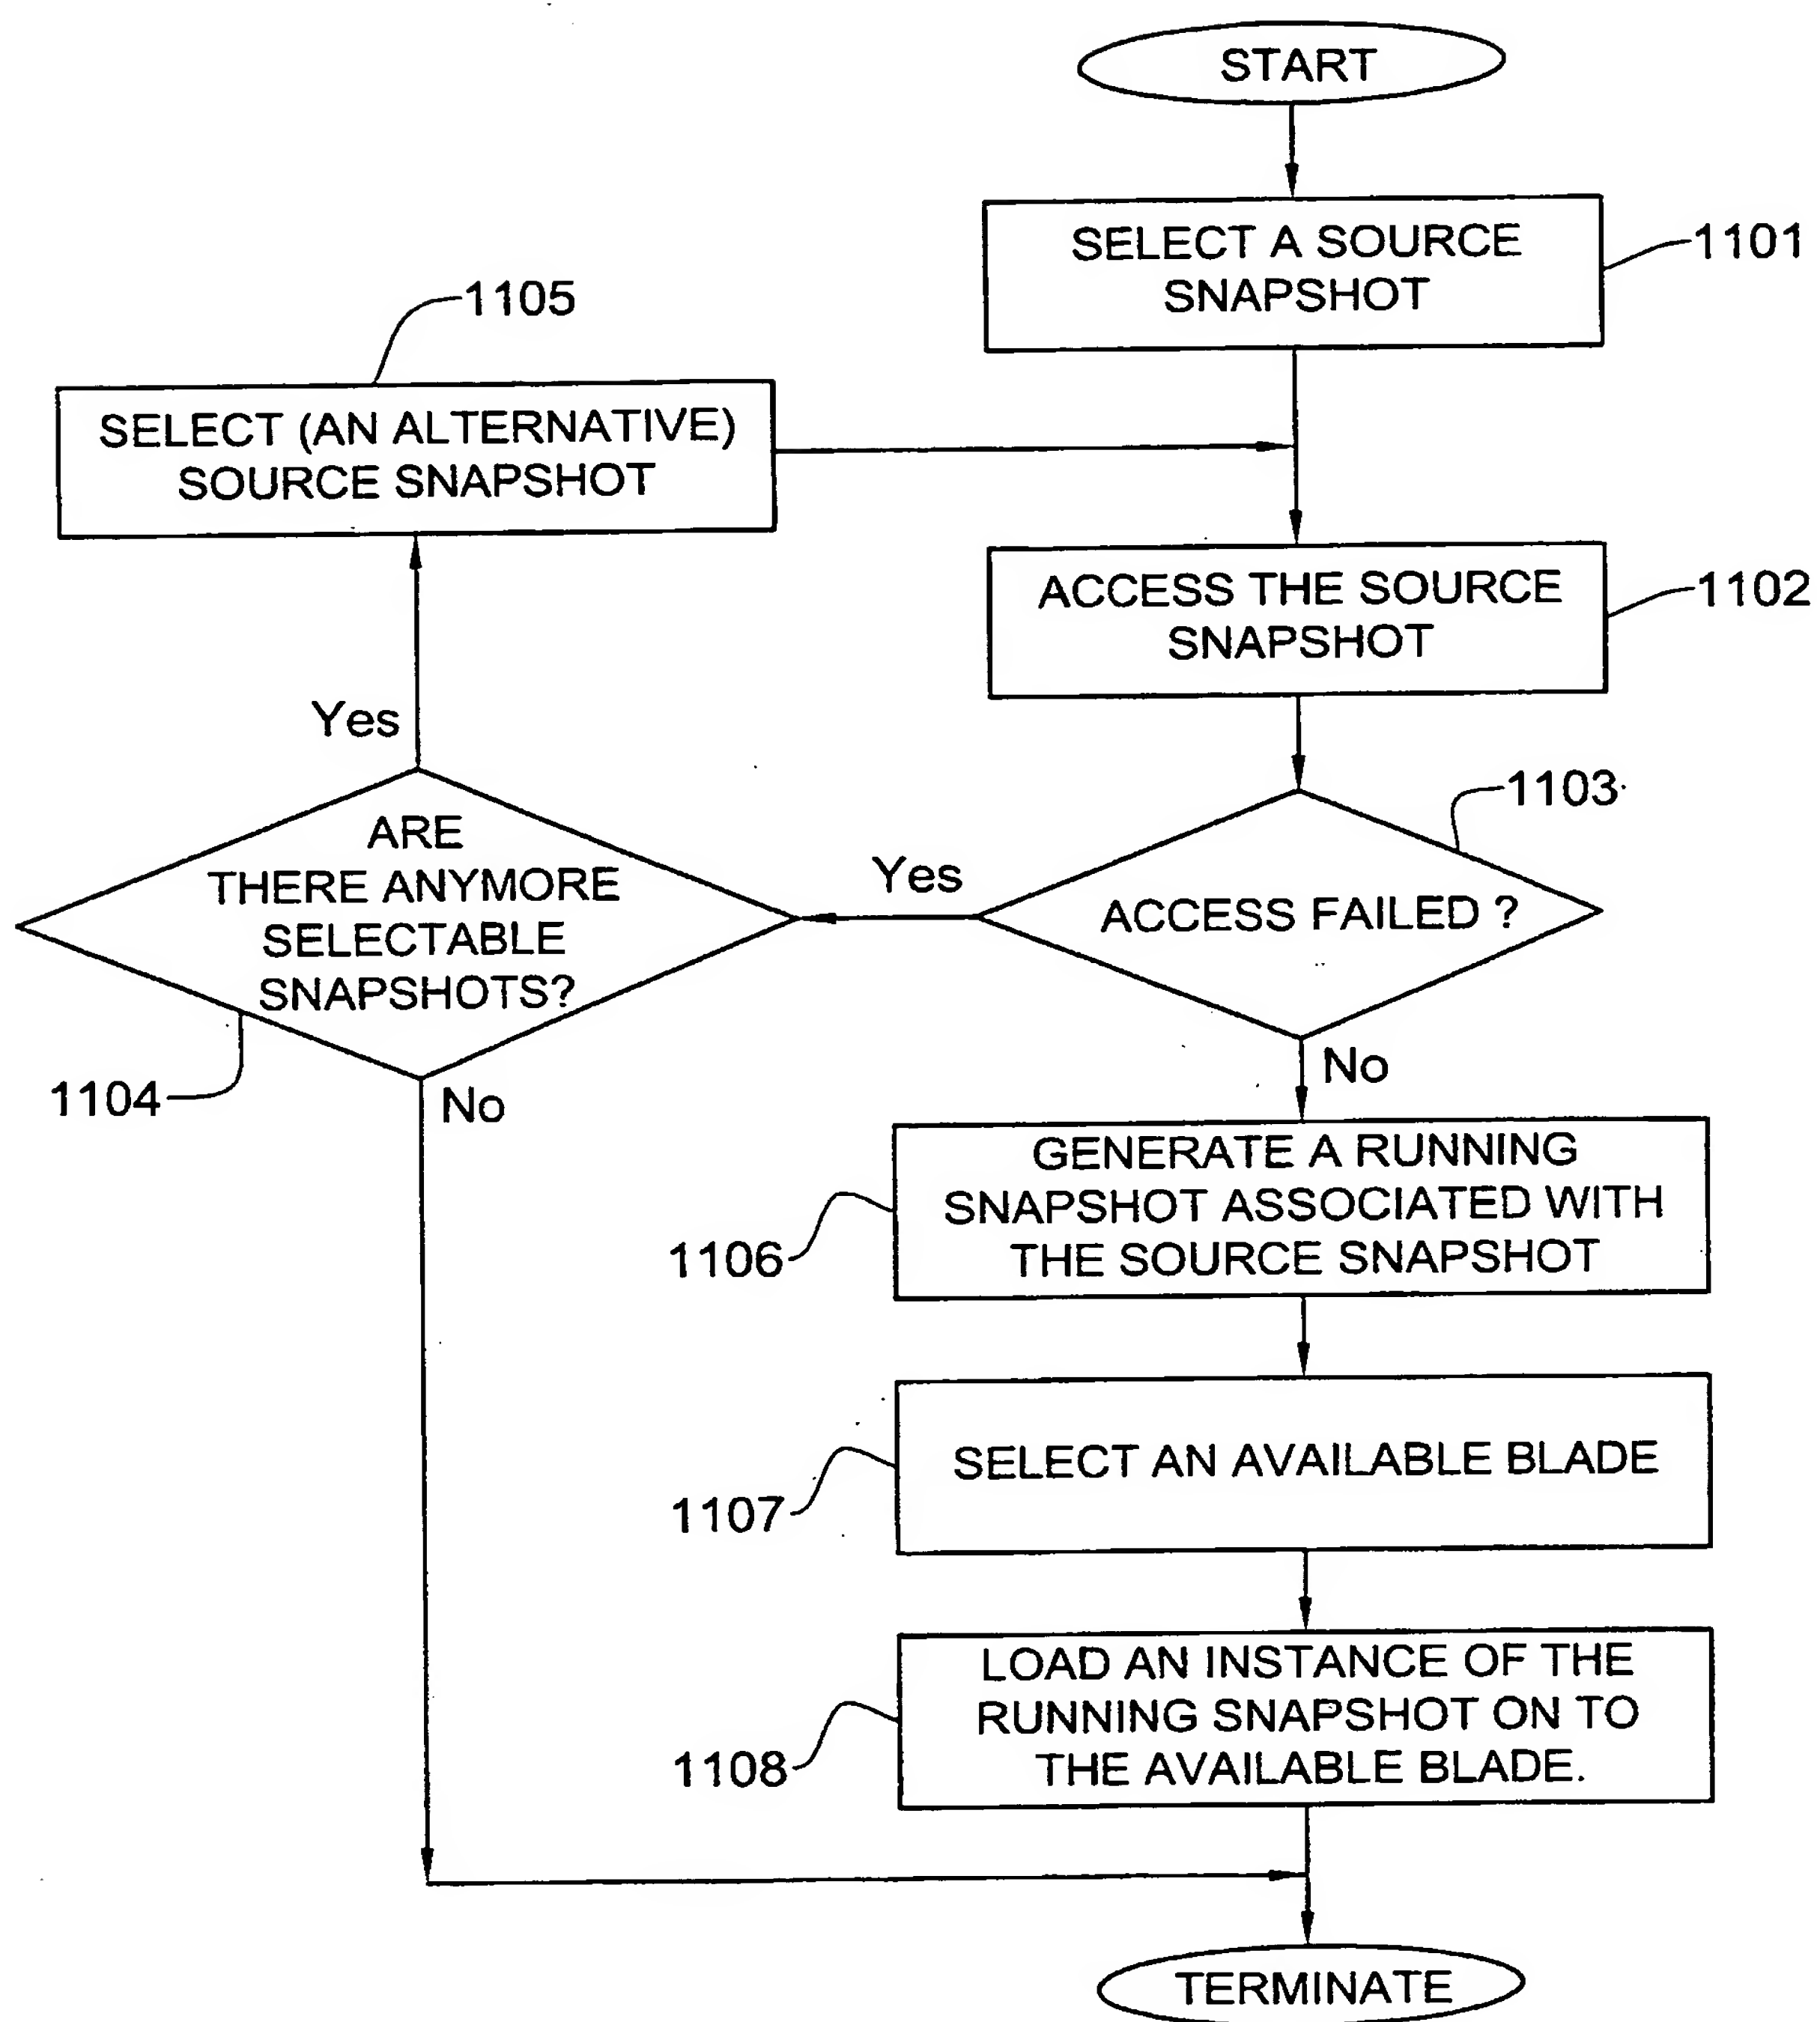 START
SELECT A SOURCE
SNAPSHOT
1101
1105
SELECT (AN ALTERNATIVE)
SOURCE SNAPSHOT
ACCESS THE SOURCE
SNAPSHOT
1102
Yes
1103
ARE
THERE ANYMORE
SELECTABLE
SNAPSHOTS?
Yes
ACCESS FAILED ?
1104
No
No
GENERATE A RUNNING
SNAPSHOT ASSOCIATED WITH
THE SOURCE SNAPSHOT
1106
SELECT AN AVAILABLE BLADE
1107
LOAD AN INSTANCE OF THE
RUNNING SNAPSHOT ON TO
THE AVAILABLE BLADE.
1108
TERMINATE